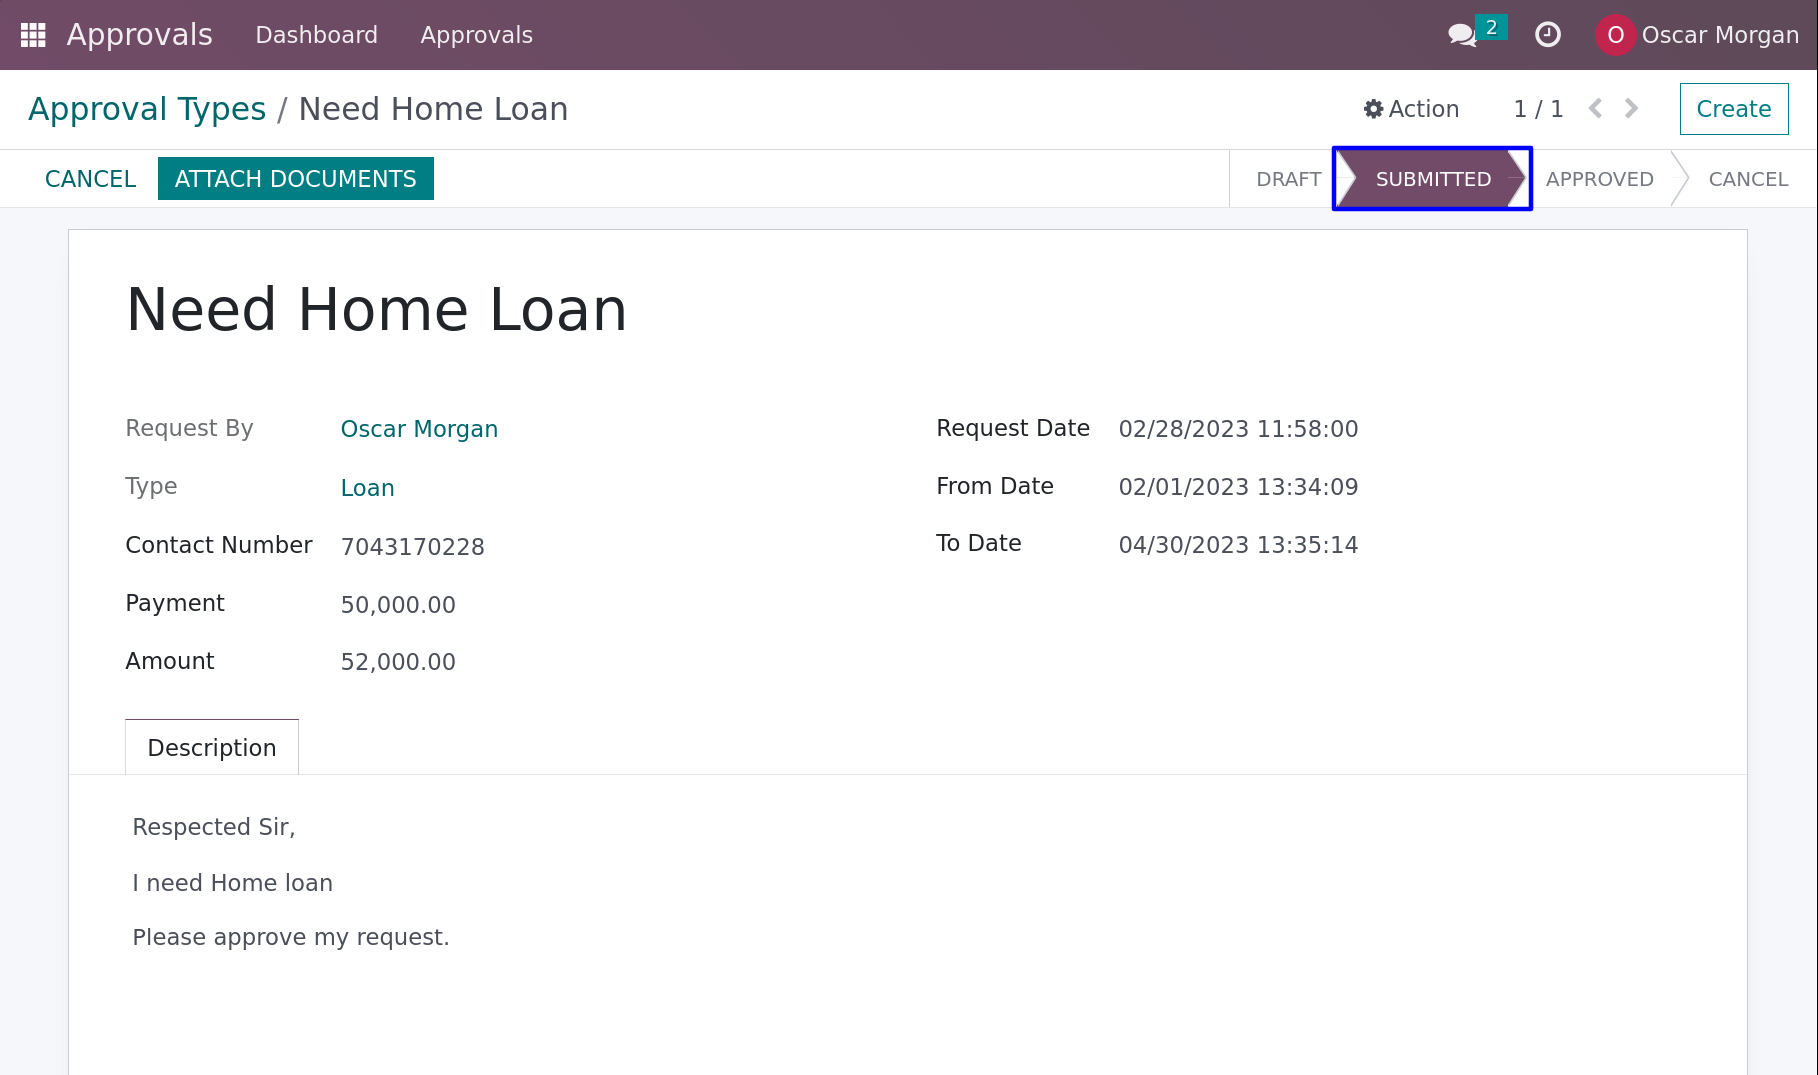 Approvals Dashboard Approvals 2 O Oscar Morgan
Approval Types / Need Home Loan Action 1 / 1 Create
CANCEL ATTACH DOCUMENTS DRAFT SUBMITTED APPROVED CANCEL
Need Home Loan
Request By Oscar Morgan Request Date 02/28/2023 11:58:00
Type Loan From Date 02/01/2023 13:34:09
Contact Number 7043170228 To Date 04/30/2023 13:35:14
Payment 50,000.00
Amount 52,000.00
Description
Respected Sir,
I need Home loan
Please approve my request.